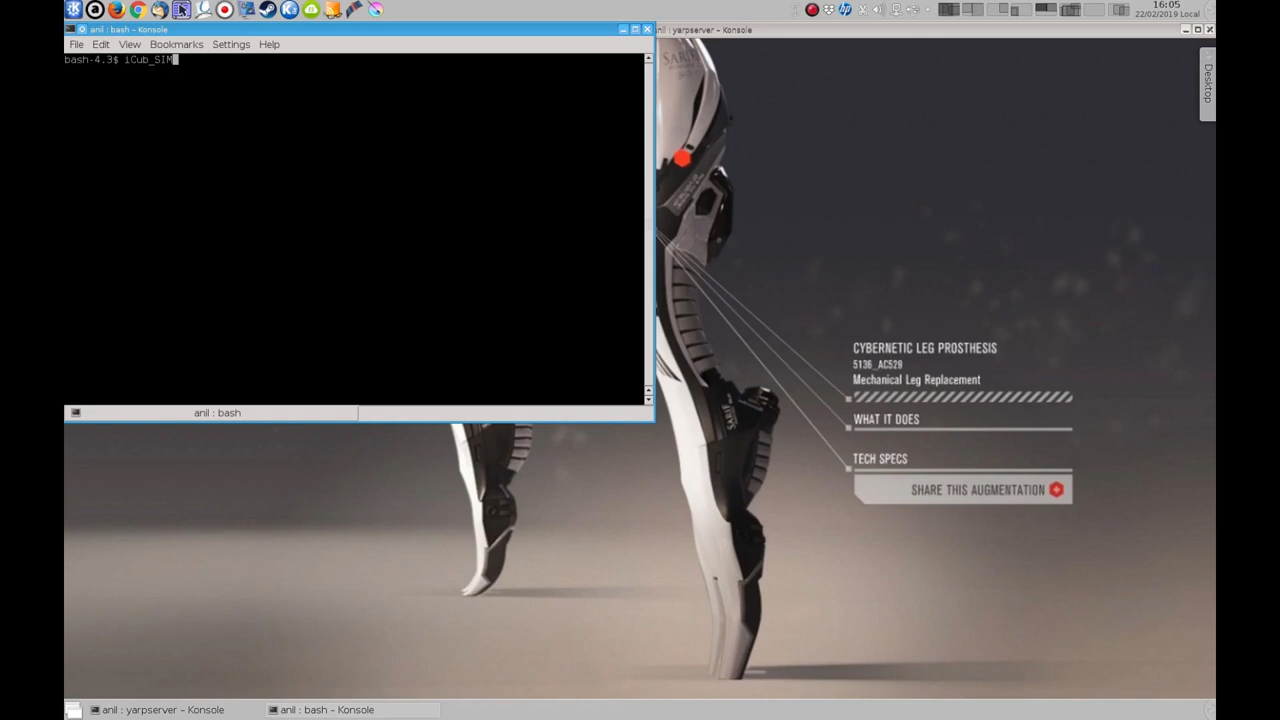 16:05
22/02/2019 Local
anil : bash – Konsole
File Edit View Bookmarks Settings Help
bash-4.3$ iCub_SIM
anil : bash
nil : yarpserver – Konsole
Desktop
SARIF
CYBERNETIC LEG PROSTHESIS
5136_AC529
Mechanical Leg Replacement
WHAT IT DOES
TECH SPECS
SHARE THIS AUGMENTATION
anil : yarpserver – Konsole
anil : bash – Konsole